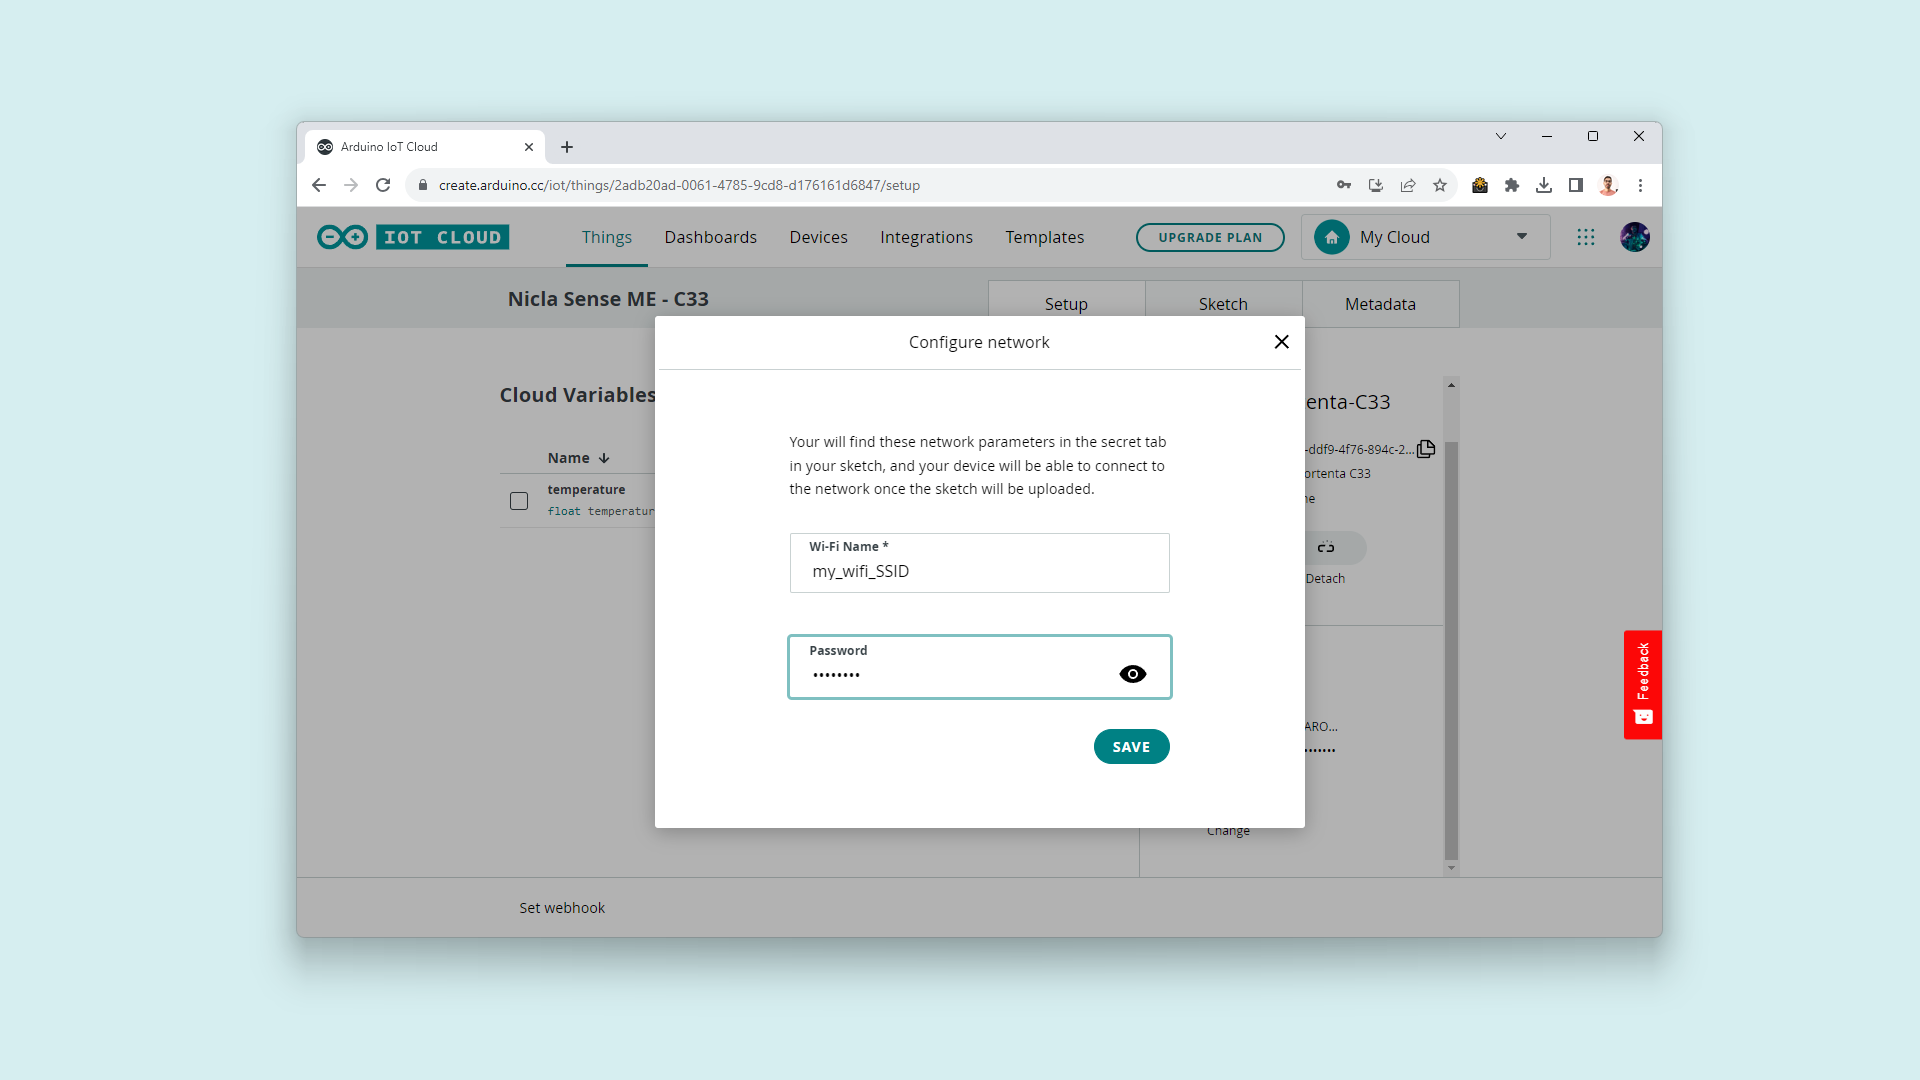 Arduino IoT Cloud
create.arduino.cc/iot/things/2adb20ad-0061-4785-9cd8-d176161d6847/setup
IOT CLOUD
Things
Dashboards
Devices
Integrations
Templates
UPGRADE PLAN
My Cloud
Nicla Sense ME - C33
Setup
Sketch
Metadata
Configure network
Cloud Variables
enta-C33
Your will find these network parameters in the secret tab
in your sketch, and your device will be able to connect to
the network once the sketch will be uploaded.
Name
-ddf9-4f76-894c-2...
ortenta C33
ne
temperature
float temperatur
Wi-Fi Name *
my_wifi_SSID
Detach
Password
••••••••
Feedback
ARO...
SAVE
Change
Set webhook